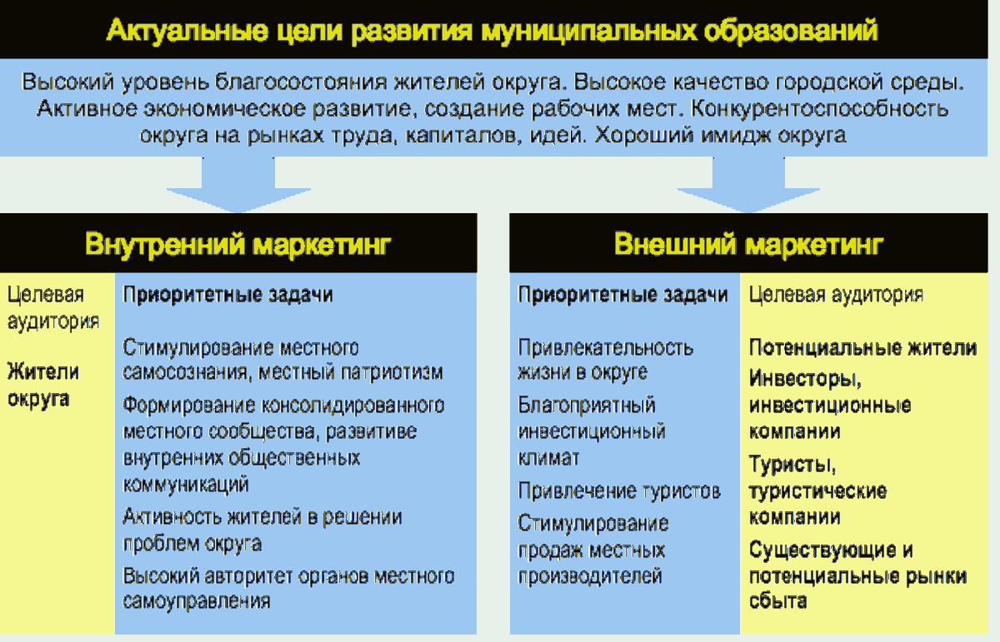 Актуальные цели развития муниципальных образований
Высокий уровень благосостояния жителей округа. Высокое качество городской среды.
Активное экономическое развитие, создание рабочих мест. Конкурентоспособность
округа на рынках труда, капиталов, идей. Хороший имидж округа
Внутренний маркетинг
Целевая
аудитория
Жители
округа
Приоритетные задачи
Стимулирование местного
самосознания, местный патриотизм
Формирование консолидированного
местного сообщества, развитиве
внутренних общественных
коммуникаций
Активность жителей в решении
проблем округа
Высокий авторитет органов местного
самоуправления
Внешний маркетинг
Приоритетные задачи
Привлекательность
жизни в округе
Благоприятный
инвестиционный
климат
Привлечение туристов
Стимулирование
продаж местных
производителей
Целевая аудитория
Потенциальные жители
Инвесторы,
инвестиционные
компании
Туристы,
туристические
компании
Существующие и
потенциальные рынки
сбыта